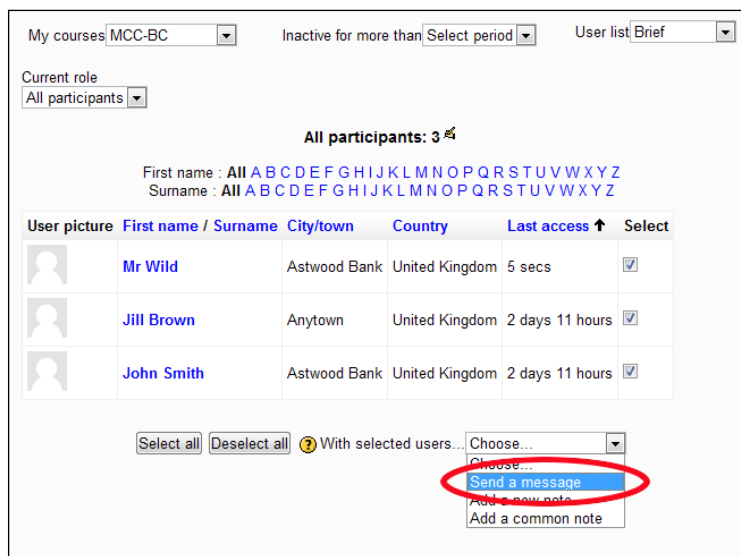 My courses MCC-BC Inactive for more than Select period User list Brief
Current role
All participants
All participants: 3
First name : All A B C D E F G H I J K L M N O P Q R S T U V W X Y Z
Surname : All A B C D E F G H I J K L M N O P Q R S T U V W X Y Z
User picture First name / Surname City/town Country Last access ↑ Select
Mr Wild Astwood Bank United Kingdom 5 secs
Jill Brown Anytown United Kingdom 2 days 11 hours
John Smith Astwood Bank United Kingdom 2 days 11 hours
Select all Deselect all ? With selected users... Choose...
Choose...
Send a message
Add a new note
Add a common note